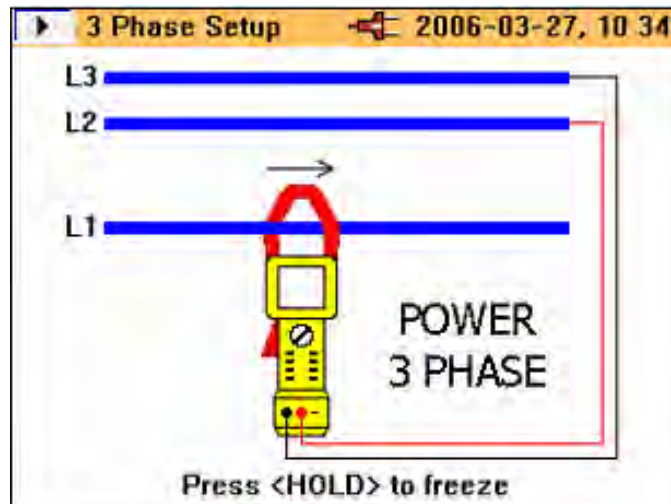 3 Phase Setup 2006-03-27, 10 34
L3
L2
L1
POWER
3 PHASE
Press <HOLD> to freeze